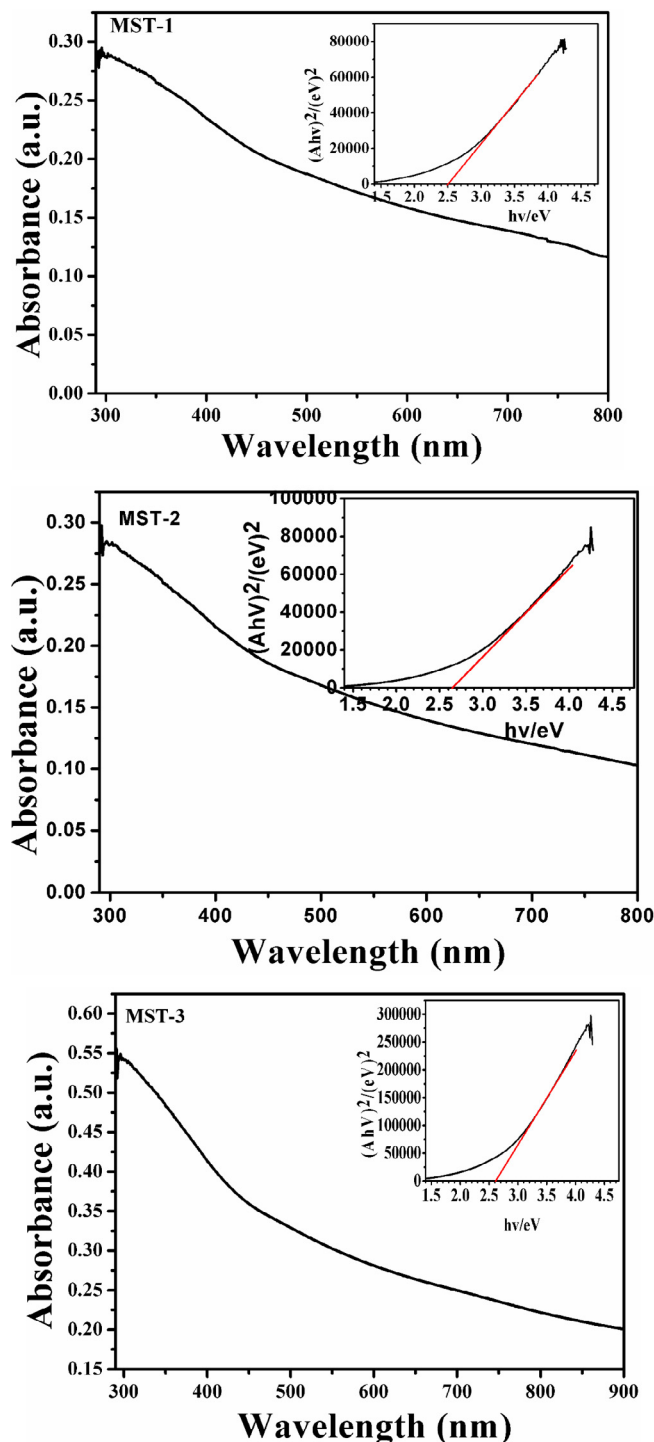 MST-1
Absorbance (a.u.)
0.30
0.25
0.20
0.15
0.10
0.05
0.00
300 400 500 600 700 800
Wavelength (nm)
(Ahv)2/(eV)2
80000
60000
40000
20000
0
1.5 2.0 2.5 3.0 3.5 4.0 4.5
hv/eV
MST-2
Absorbance (a.u.)
0.30
0.25
0.20
0.15
0.10
0.05
0.00
300 400 500 600 700 800
Wavelength (nm)
(AhV)2/(eV)2
100000
80000
60000
40000
20000
0
1.5 2.0 2.5 3.0 3.5 4.0 4.5
hv/eV
MST-3
Absorbance (a.u.)
0.60
0.55
0.50
0.45
0.40
0.35
0.30
0.25
0.20
0.15
300 400 500 600 700 800 900
Wavelength (nm)
(AhV)2/(eV)2
300000
250000
200000
150000
100000
50000
0
1.5 2.0 2.5 3.0 3.5 4.0 4.5
hv/eV